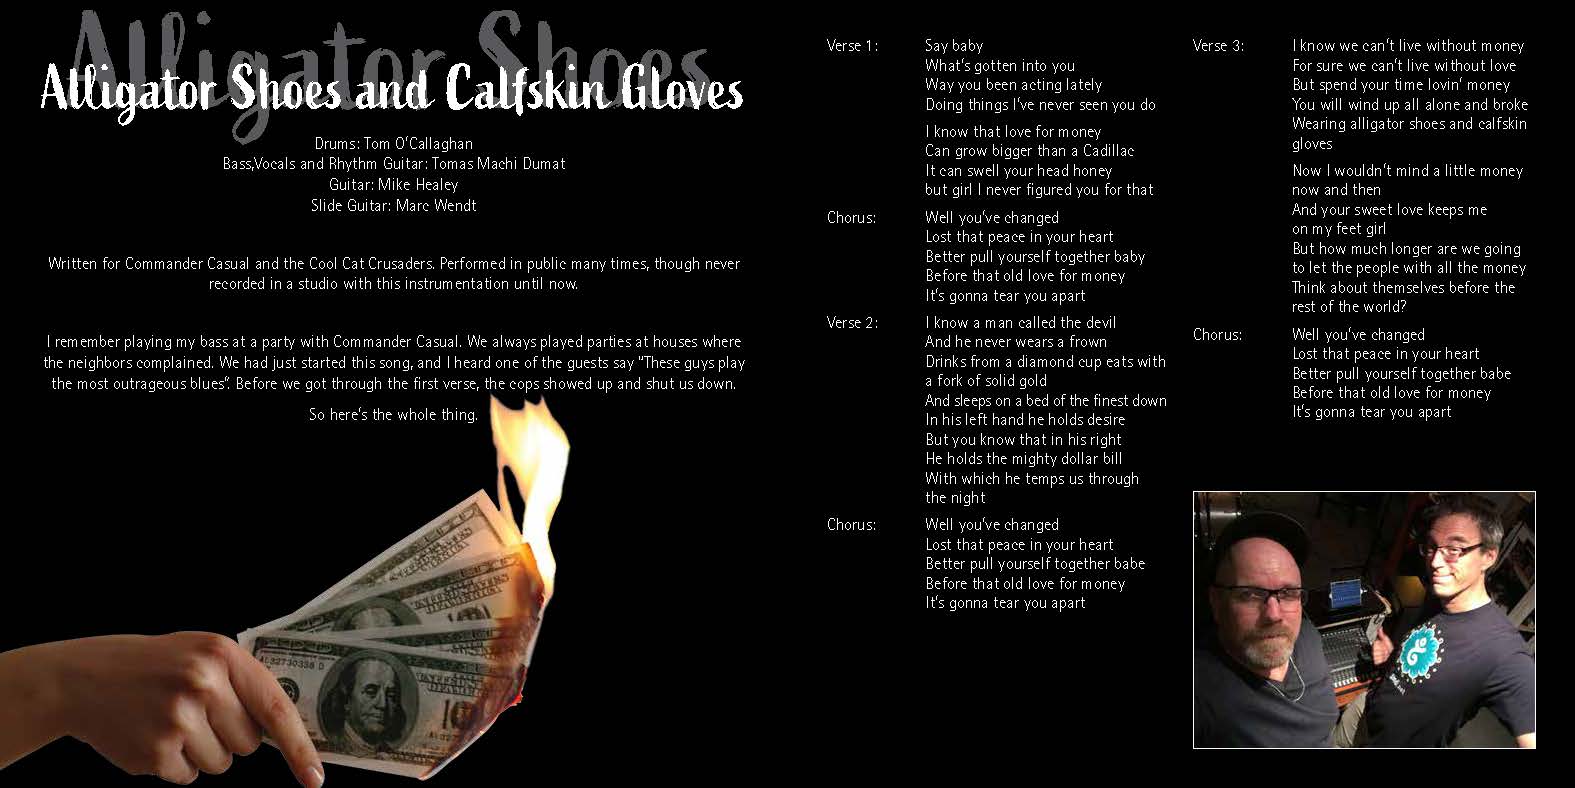 Alligator Shoes
Alligator Shoes and Calfskin Gloves
Drums: Tom O'Callaghan
Bass,Vocals and Rhythm Guitar: Tomas Machi Dumat
Guitar: Mike Healey
Slide Guitar: Marc Wendt
Written for Commander Casual and the Cool Cat Crusaders. Performed in public many times, though never
recorded in a studio with this instrumentation until now.
I remember playing my bass at a party with Commander Casual. We always played parties at houses where
the neighbors complained. We had just started this song, and I heard one of the guests say "These guys play
the most outrageous blues". Before we got through the first verse, the cops showed up and shut us down.
So here's the whole thing.
Verse 1:
Say baby
What's gotten into you
Way you been acting lately
Doing things I've never seen you do
I know that love for money
Can grow bigger than a Cadillac
It can swell your head honey
but girl I never figured you for that
Chorus:
Well you've changed
Lost that peace in your heart
Better pull yourself together baby
Before that old love for money
It's gonna tear you apart
Verse 2:
I know a man called the devil
And he never wears a frown
Drinks from a diamond cup eats with
a fork of solid gold
And sleeps on a bed of the finest down
In his left hand he holds desire
But you know that in his right
He holds the mighty dollar bill
With which he temps us through
the night
Chorus:
Well you've changed
Lost that peace in your heart
Better pull yourself together babe
Before that old love for money
It's gonna tear you apart
Verse 3:
I know we can't live without money
For sure we can't live without love
But spend your time lovin' money
You will wind up all alone and broke
Wearing alligator shoes and calfskin
gloves
Now I wouldn't mind a little money
now and then
And your sweet love keeps me
on my feet girl
But how much longer are we going
to let the people with all the money
Think about themselves before the
rest of the world?
Chorus:
Well you've changed
Lost that peace in your heart
Better pull yourself together babe
Before that old love for money
It's gonna tear you apart